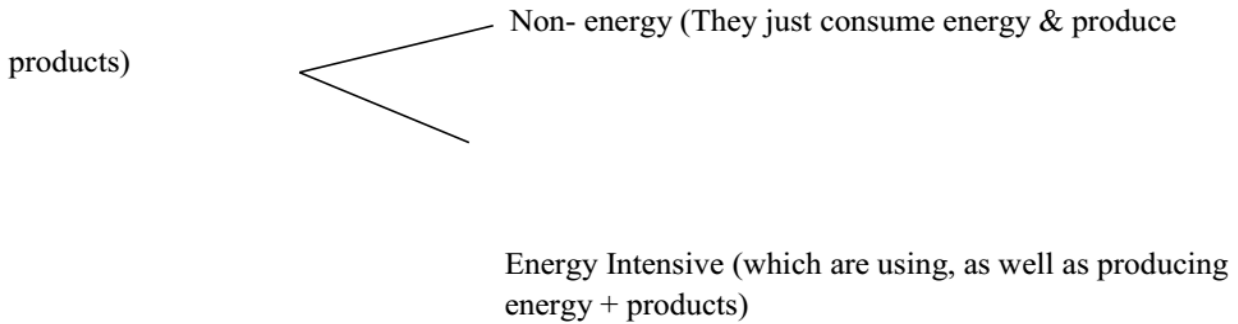 Non- energy (They just consume energy & produce
products)
Energy Intensive (which are using, as well as producing
energy + products)